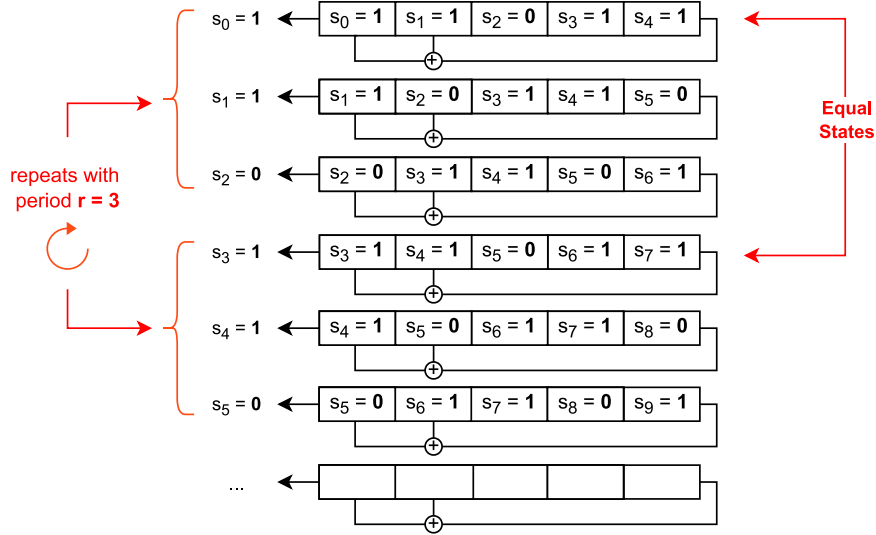 s₀ = 1 s₀ = 1 s₁ = 1 s₂ = 0 s₃ = 1 s₄ = 1
s₁ = 1 s₁ = 1 s₂ = 0 s₃ = 1 s₄ = 1 s₅ = 0
Equal
States
s₂ = 0 s₂ = 0 s₃ = 1 s₄ = 1 s₅ = 0 s₆ = 1
repeats with
period r = 3
s₃ = 1 s₃ = 1 s₄ = 1 s₅ = 0 s₆ = 1 s₇ = 1
s₄ = 1 s₄ = 1 s₅ = 0 s₆ = 1 s₇ = 1 s₈ = 0
s₅ = 0 s₅ = 0 s₆ = 1 s₇ = 1 s₈ = 0 s₉ = 1
...